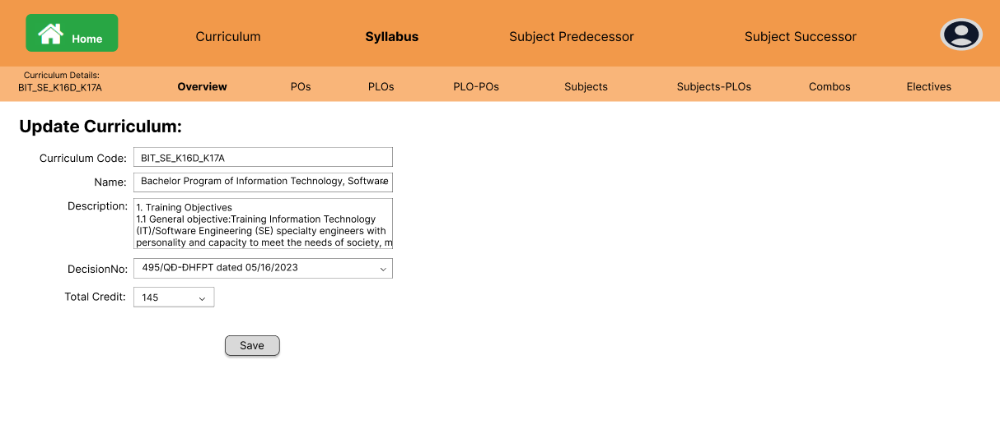 Home
Curriculum
Syllabus
Subject Predecessor
Subject Successor
Curriculum Details:
BIT_SE_K16D_K17A
Overview
POs
PLOs
PLO-POs
Subjects
Subjects-PLOs
Combos
Electives
Update Curriculum:
Curriculum Code:
BIT_SE_K16D_K17A
Name:
Bachelor Program of Information Technology, Software
Description:
1. Training Objectives
1.1 General objective:Training Information Technology
(IT)/Software Engineering (SE) specialty engineers with
personality and capacity to meet the needs of society, m
DecisionNo:
495/QĐ-ĐHFPT dated 05/16/2023
Total Credit:
145
Save